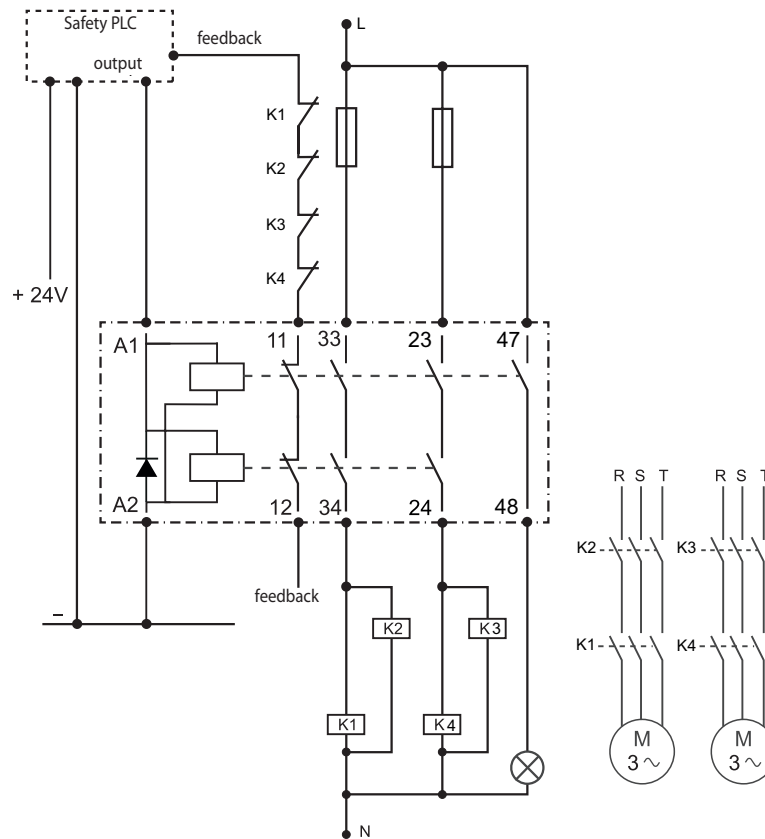 Safety PLC
output
feedback
L
K1
K2
K3
K4
+ 24V
A1
11
33
23
47
A2
12
34
24
48
feedback
–
K2
K3
K1
K4
N
R S T
R S T
K2
K3
K1
K4
M
3 ~
M
3 ~